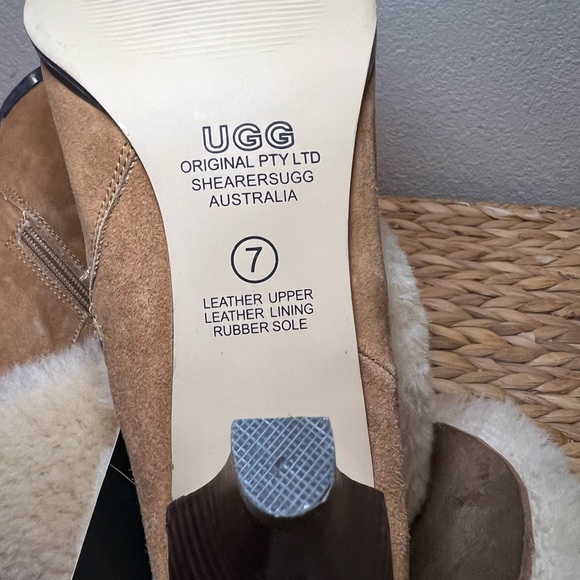 UGG
ORIGINAL PTY LTD
SHEARERSUGG
AUSTRALIA
7
LEATHER UPPER
LEATHER LINING
RUBBER SOLE